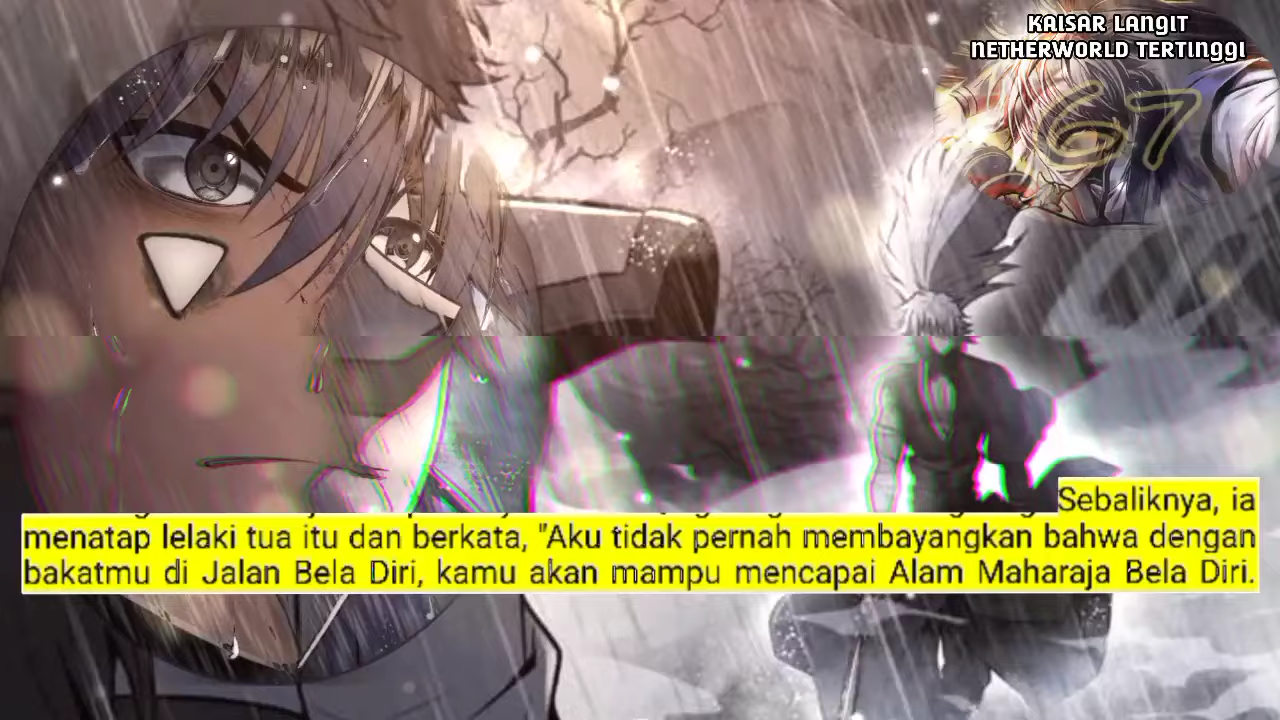 KAISAR LANGIT
NETHERWORLD TERTINGGI
67
Sebaliknya, ia
menatap lelaki tua itu dan berkata, "Aku tidak pernah membayangkan bahwa dengan
bakatmu di Jalan Bela Diri, kamu akan mampu mencapai Alam Maharaja Bela Diri.